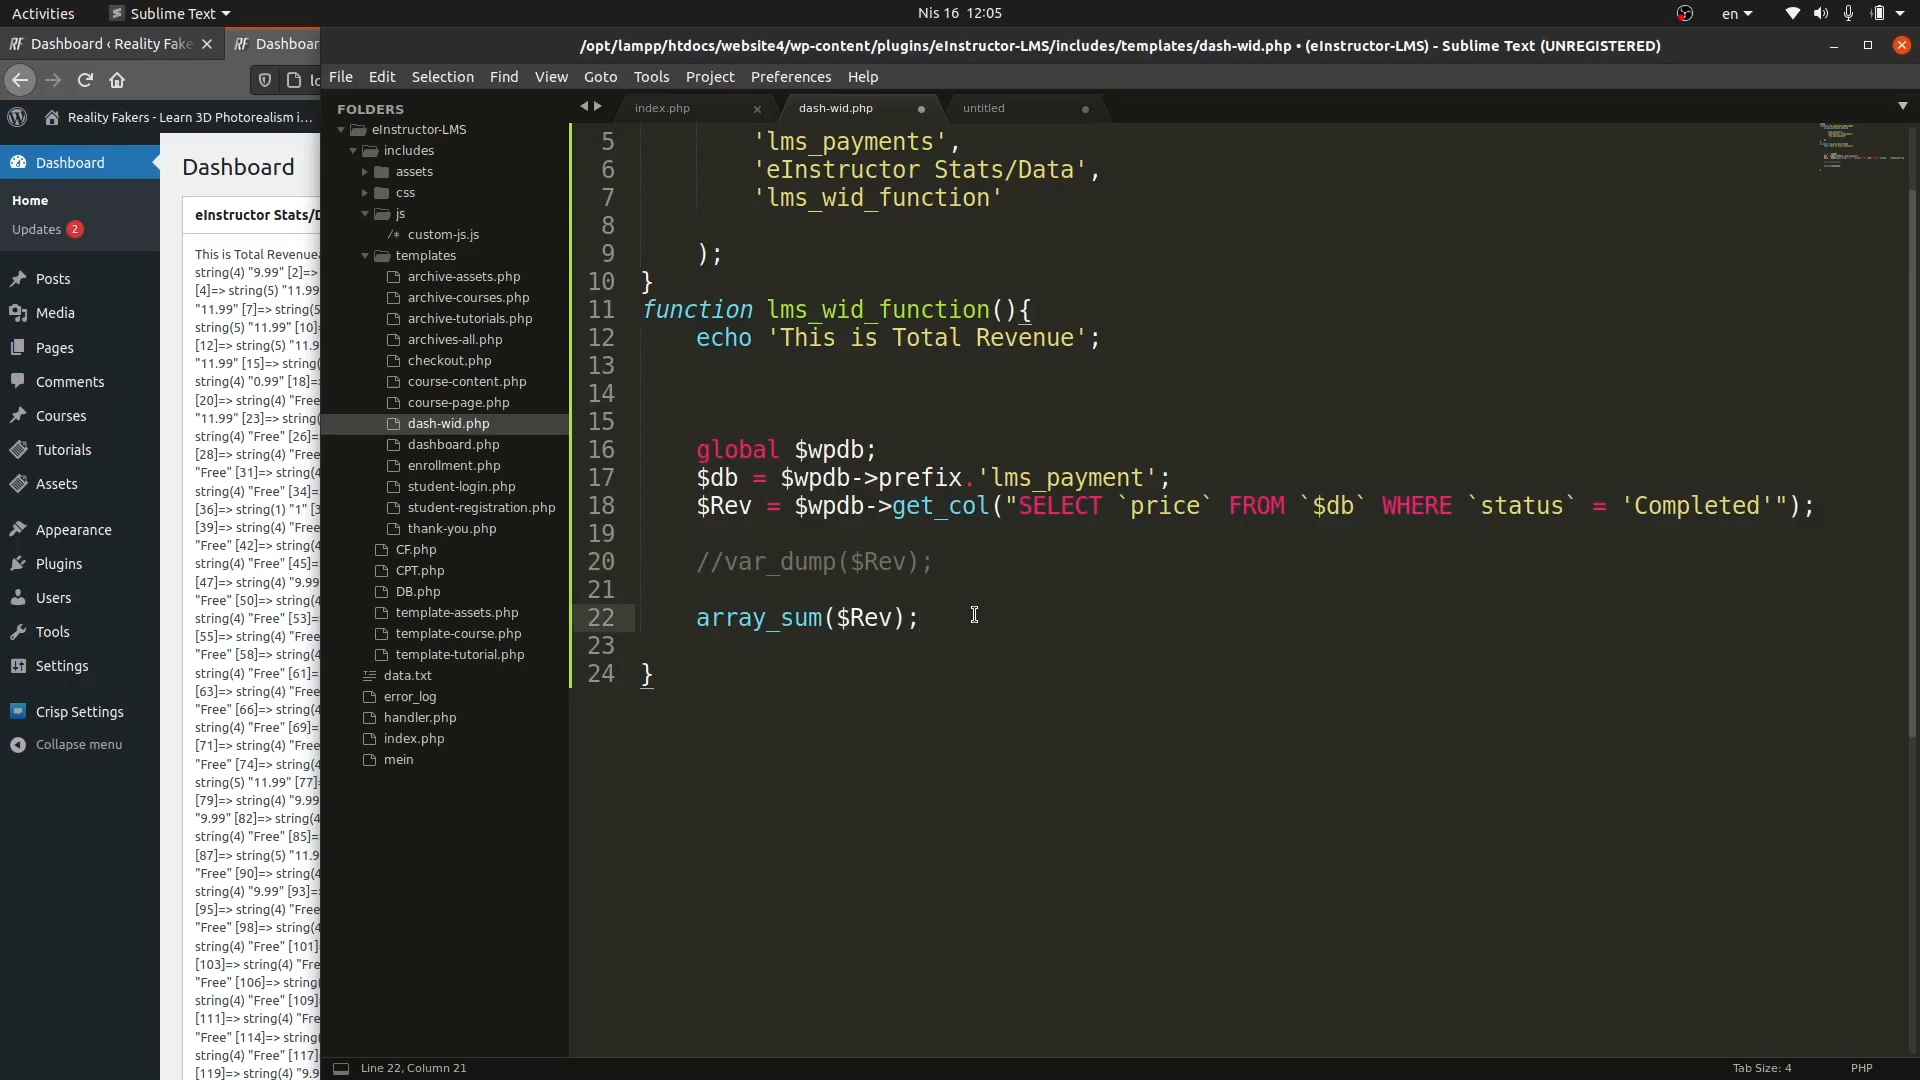 Activities
Sublime Text
Nis 16 12:05
en
Dashboard ‹ Reality Fake
Dashboar
/opt/lampp/htdocs/website4/wp-content/plugins/eInstructor-LMS/includes/templates/dash-wid.php • (eInstructor-LMS) - Sublime Text (UNREGISTERED)
File Edit Selection Find View Goto Tools Project Preferences Help
lo
Reality Fakers - Learn 3D Photorealism i...
Dashboard
Home
Updates 2
Posts
Media
Pages
Comments
Courses
Tutorials
Assets
Appearance
Plugins
Users
Tools
Settings
Crisp Settings
Collapse menu
Dashboard
eInstructor Stats/D
This is Total Revenuea
string(4) "9.99" [2]=>
[4]=> string(5) "11.99
"11.99" [7]=> string(5
string(5) "11.99" [10]
[12]=> string(5) "11.9
"11.99" [15]=> string(
string(4) "0.99" [18]=>
[20]=> string(4) "Free
"11.99" [23]=> string(
string(4) "Free" [26]=
[28]=> string(4) "Free
"Free" [31]=> string(4
string(4) "Free" [34]=
[36]=> string(1) "1" [3
[39]=> string(4) "Free
"Free" [42]=> string(4
string(4) "Free" [45]=
[47]=> string(4) "9.99
"Free" [50]=> string(4
string(4) "Free" [53]=
[55]=> string(4) "Free
"Free" [58]=> string(4
string(4) "Free" [61]=
[63]=> string(4) "Free
"Free" [66]=> string(4
string(4) "Free" [69]=
[71]=> string(4) "Free
"Free" [74]=> string(4
string(5) "11.99" [77]
[79]=> string(4) "9.99
"9.99" [82]=> string(4
string(4) "Free" [85]=
[87]=> string(5) "11.9
"Free" [90]=> string(4
string(4) "9.99" [93]=
[95]=> string(4) "Free
"Free" [98]=> string(4
string(4) "Free" [101]
[103]=> string(4) "Fre
"Free" [106]=> string(
string(4) "Free" [109]
[111]=> string(4) "Fre
"Free" [114]=> string(
string(4) "Free" [117]
[119]=> string(4) "9.9
FOLDERS
eInstructor-LMS
includes
assets
css
js
/* custom-js.js
templates
archive-assets.php
archive-courses.php
archive-tutorials.php
archives-all.php
checkout.php
course-content.php
course-page.php
dash-wid.php
dashboard.php
enrollment.php
student-login.php
student-registration.php
thank-you.php
CF.php
CPT.php
DB.php
template-assets.php
template-course.php
template-tutorial.php
data.txt
error_log
handler.php
index.php
mein
index.php
dash-wid.php
untitled
5 'lms_payments',
6 'eInstructor Stats/Data',
7 'lms_wid_function'
8
9 );
10 }
11 function lms_wid_function(){
12 echo 'This is Total Revenue';
13
14
15
16 global $wpdb;
17 $db = $wpdb->prefix.'lms_payment';
18 $Rev = $wpdb->get_col("SELECT `price` FROM `$db` WHERE `status` = 'Completed'");
19
20 //var_dump($Rev);
21
22 array_sum($Rev);
23
24 }
Line 22, Column 21
Tab Size: 4
PHP